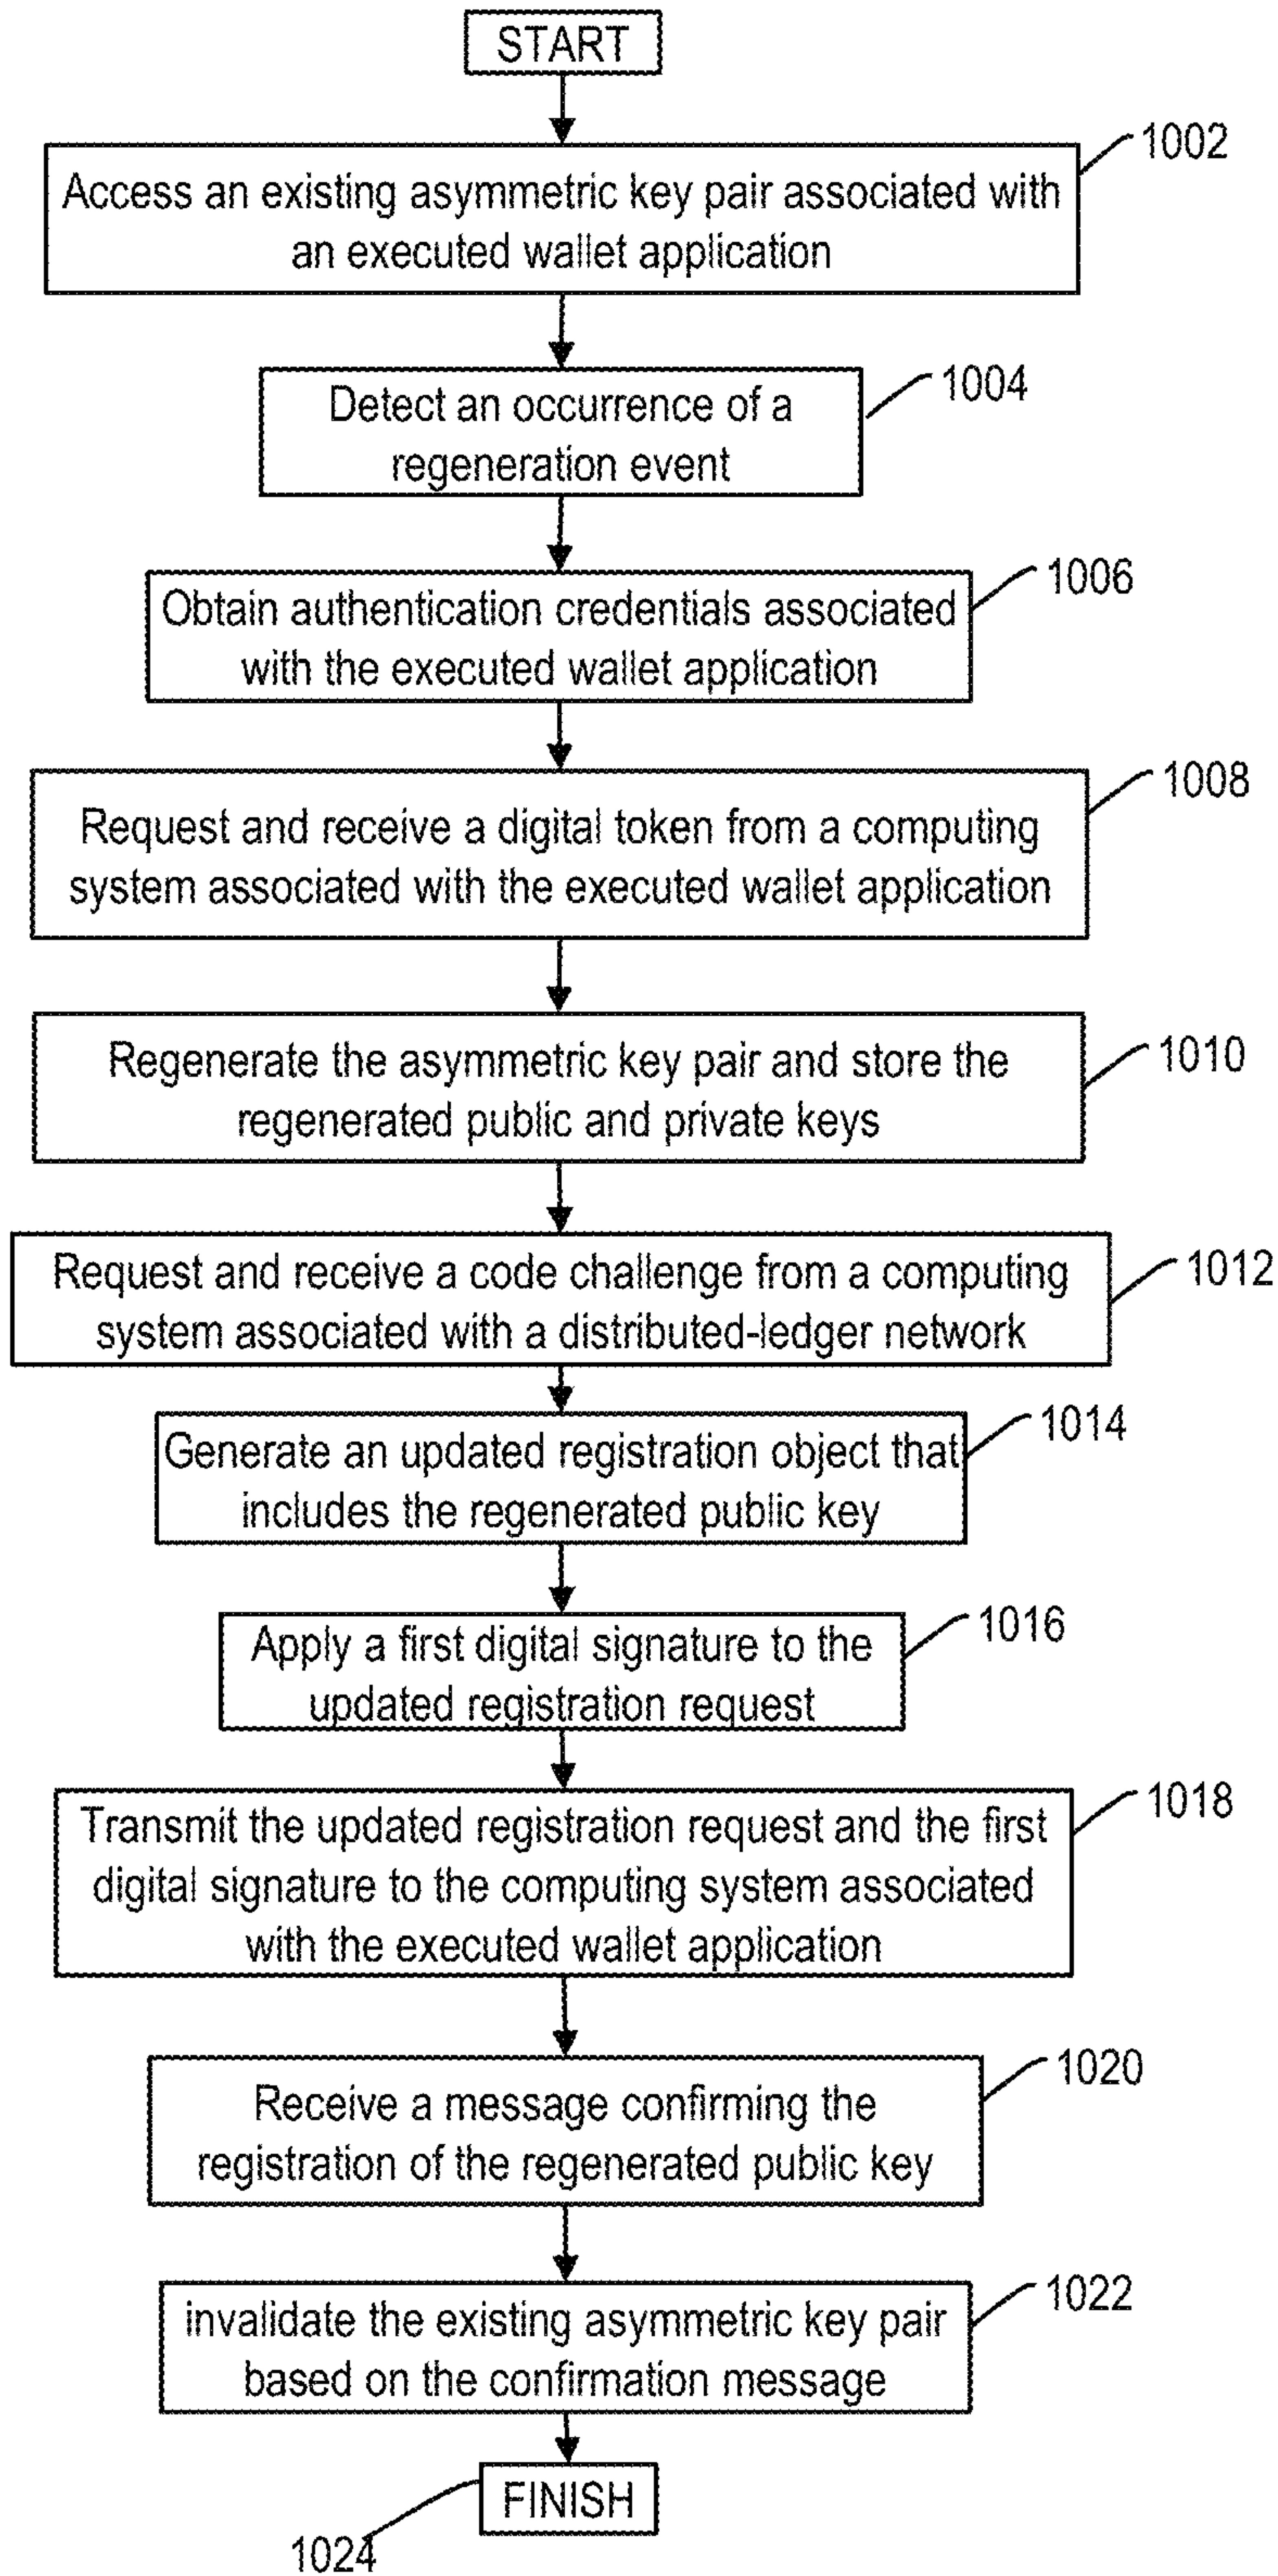 START
1002
Access an existing asymmetric key pair associated with
an executed wallet application
1004
Detect an occurrence of a
regeneration event
1006
Obtain authentication credentials associated
with the executed wallet application
1008
Request and receive a digital token from a computing
system associated with the executed wallet application
1010
Regenerate the asymmetric key pair and store the
regenerated public and private keys
1012
Request and receive a code challenge from a computing
system associated with a distributed-ledger network
1014
Generate an updated registration object that
includes the regenerated public key
1016
Apply a first digital signature to the
updated registration request
1018
Transmit the updated registration request and the first
digital signature to the computing system associated
with the executed wallet application
1020
Receive a message confirming the
registration of the regenerated public key
1022
invalidate the existing asymmetric key pair
based on the confirmation message
FINISH
1024